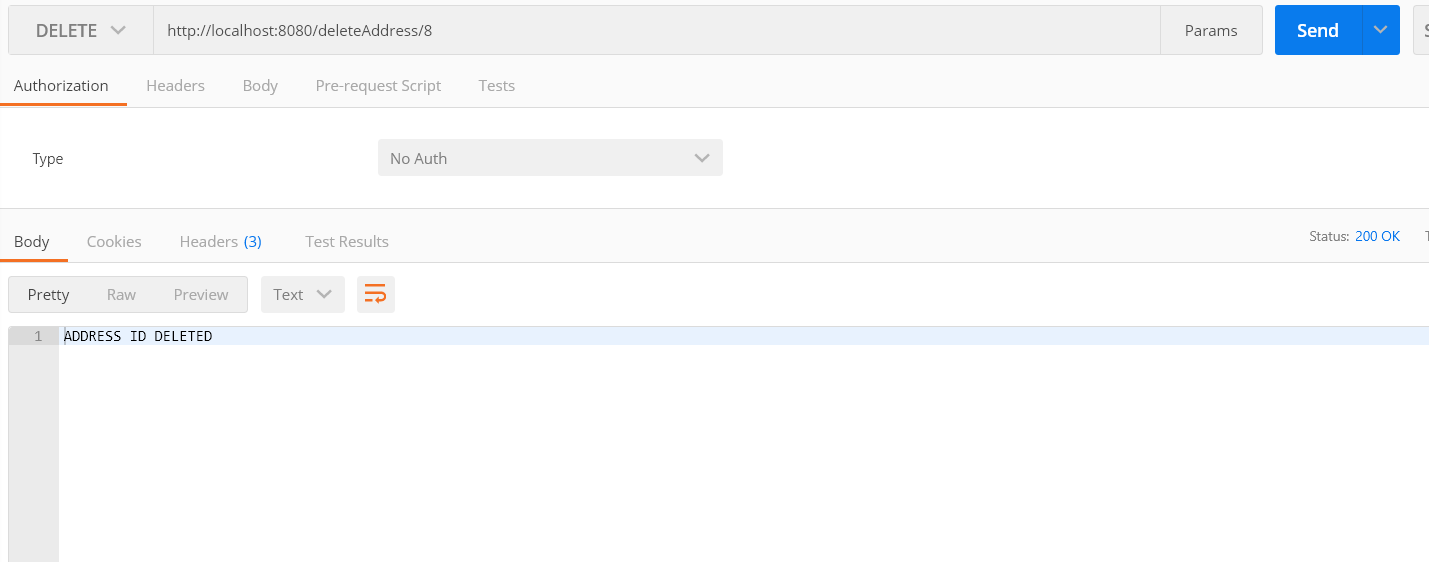 DELETE http://localhost:8080/deleteAddress/8 Params Send
Authorization Headers Body Pre-request Script Tests
Type No Auth
Body Cookies Headers (3) Test Results Status: 200 OK
Pretty Raw Preview Text
1 ADDRESS ID DELETED